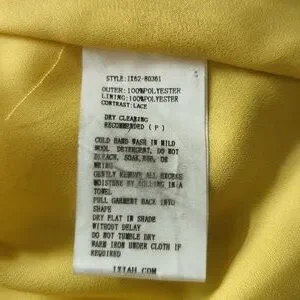 STYLE:IX62-80361
OUTER:100%POLYESTER
LINING:100%POLYESTER
CONTRAST:LACE
DRY CLEANING
RECOMMENDED (P)
COLD HAND WASH IN MILD
WOOL DETERGENT. DO NOT
BLEACH, SOAK,RUB, OR
WRING
GENTLY REMOVE ALL EXCESS
MOISTURE BY ROLLING IN A
TOWEL
PULL GARMENT BACK INTO
SHAPE
DRY FLAT IN SHADE
WITHOUT DELAY
DO NOT TUMBLE DRY
WARM IRON UNDER CLOTH IF
REQUIRED
IXIAH.COM